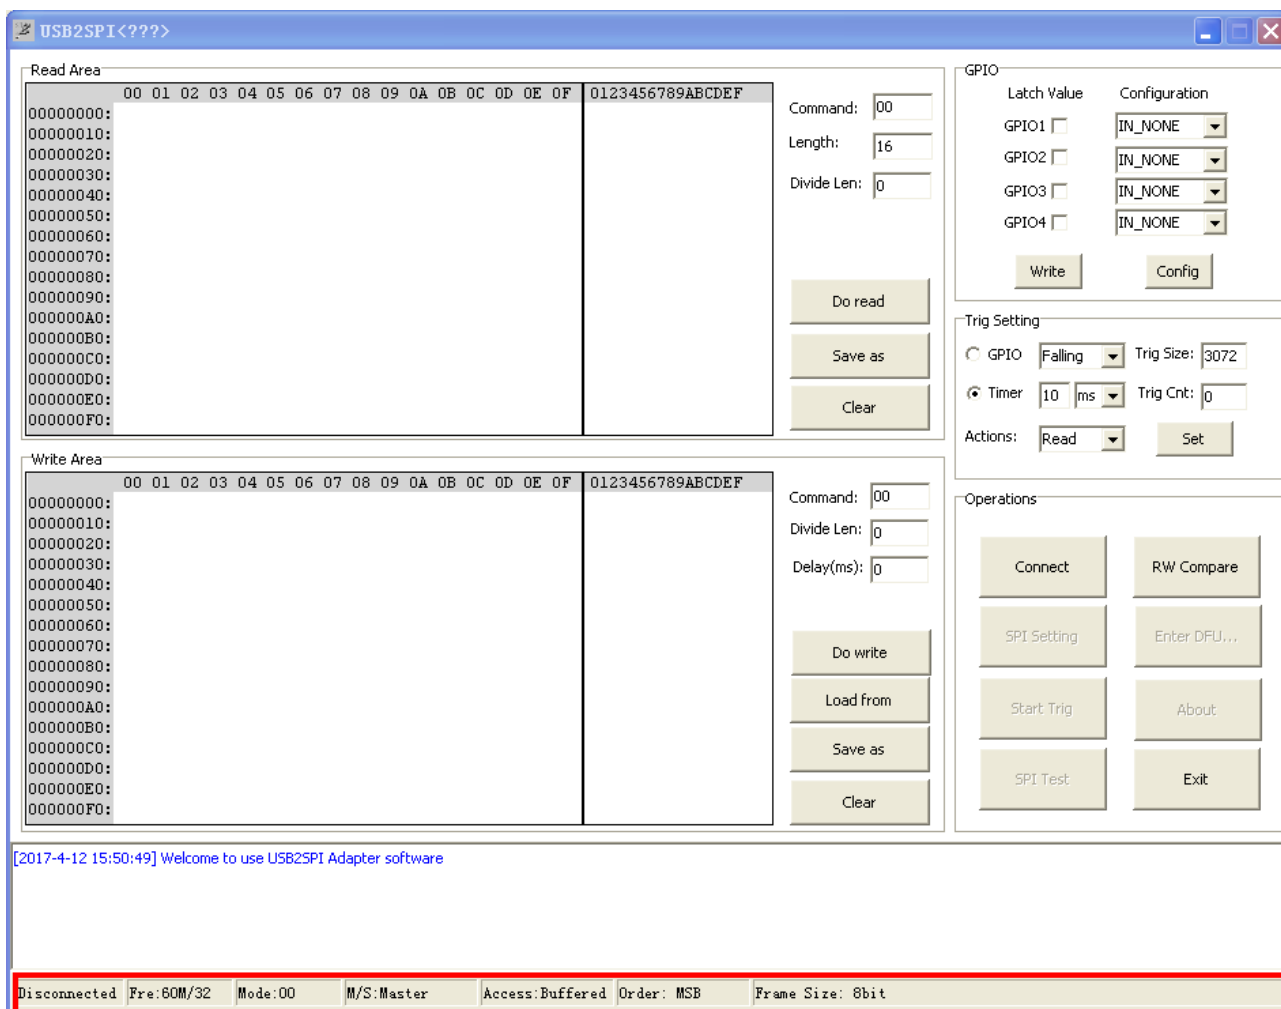 USB2SPI<???>
Read Area
00 01 02 03 04 05 06 07 08 09 0A 0B 0C 0D 0E 0F 0123456789ABCDEF
00000000:
00000010:
00000020:
00000030:
00000040:
00000050:
00000060:
00000070:
00000080:
00000090:
000000A0:
000000B0:
000000C0:
000000D0:
000000E0:
000000F0:
Command: 00
Length: 16
Divide Len: 0
Do read
Save as
Clear
Write Area
00 01 02 03 04 05 06 07 08 09 0A 0B 0C 0D 0E 0F 0123456789ABCDEF
00000000:
00000010:
00000020:
00000030:
00000040:
00000050:
00000060:
00000070:
00000080:
00000090:
000000A0:
000000B0:
000000C0:
000000D0:
000000E0:
000000F0:
Command: 00
Divide Len: 0
Delay(ms): 0
Do write
Load from
Save as
Clear
GPIO
Latch Value Configuration
GPIO1 IN_NONE
GPIO2 IN_NONE
GPIO3 IN_NONE
GPIO4 IN_NONE
Write Config
Trig Setting
GPIO Falling Trig Size: 3072
Timer 10 ms Trig Cnt: 0
Actions: Read Set
Operations
Connect RW Compare
SPI Setting Enter DFU...
Start Trig About
SPI Test Exit
[2017-4-12 15:50:49] Welcome to use USB2SPI Adapter software
Disconnected Fre:60M/32 Mode:00 M/S:Master Access:Buffered Order: MSB Frame Size: 8bit